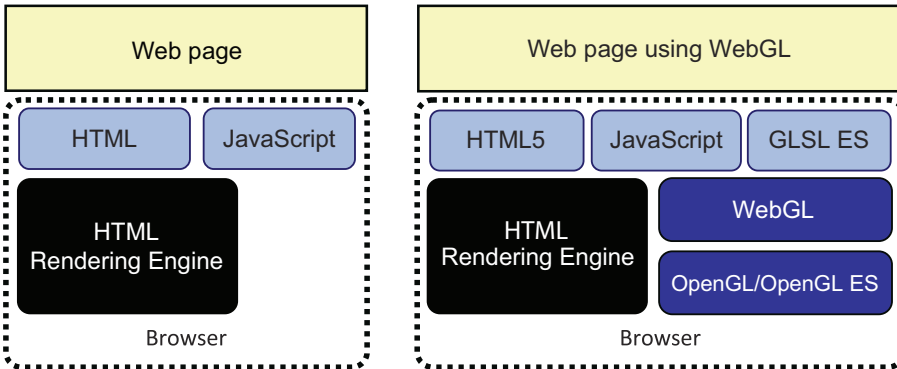 Web page
HTML
JavaScript
HTML
Rendering Engine
Browser
Web page using WebGL
HTML5
JavaScript
GLSL ES
HTML
Rendering Engine
WebGL
OpenGL/OpenGL ES
Browser